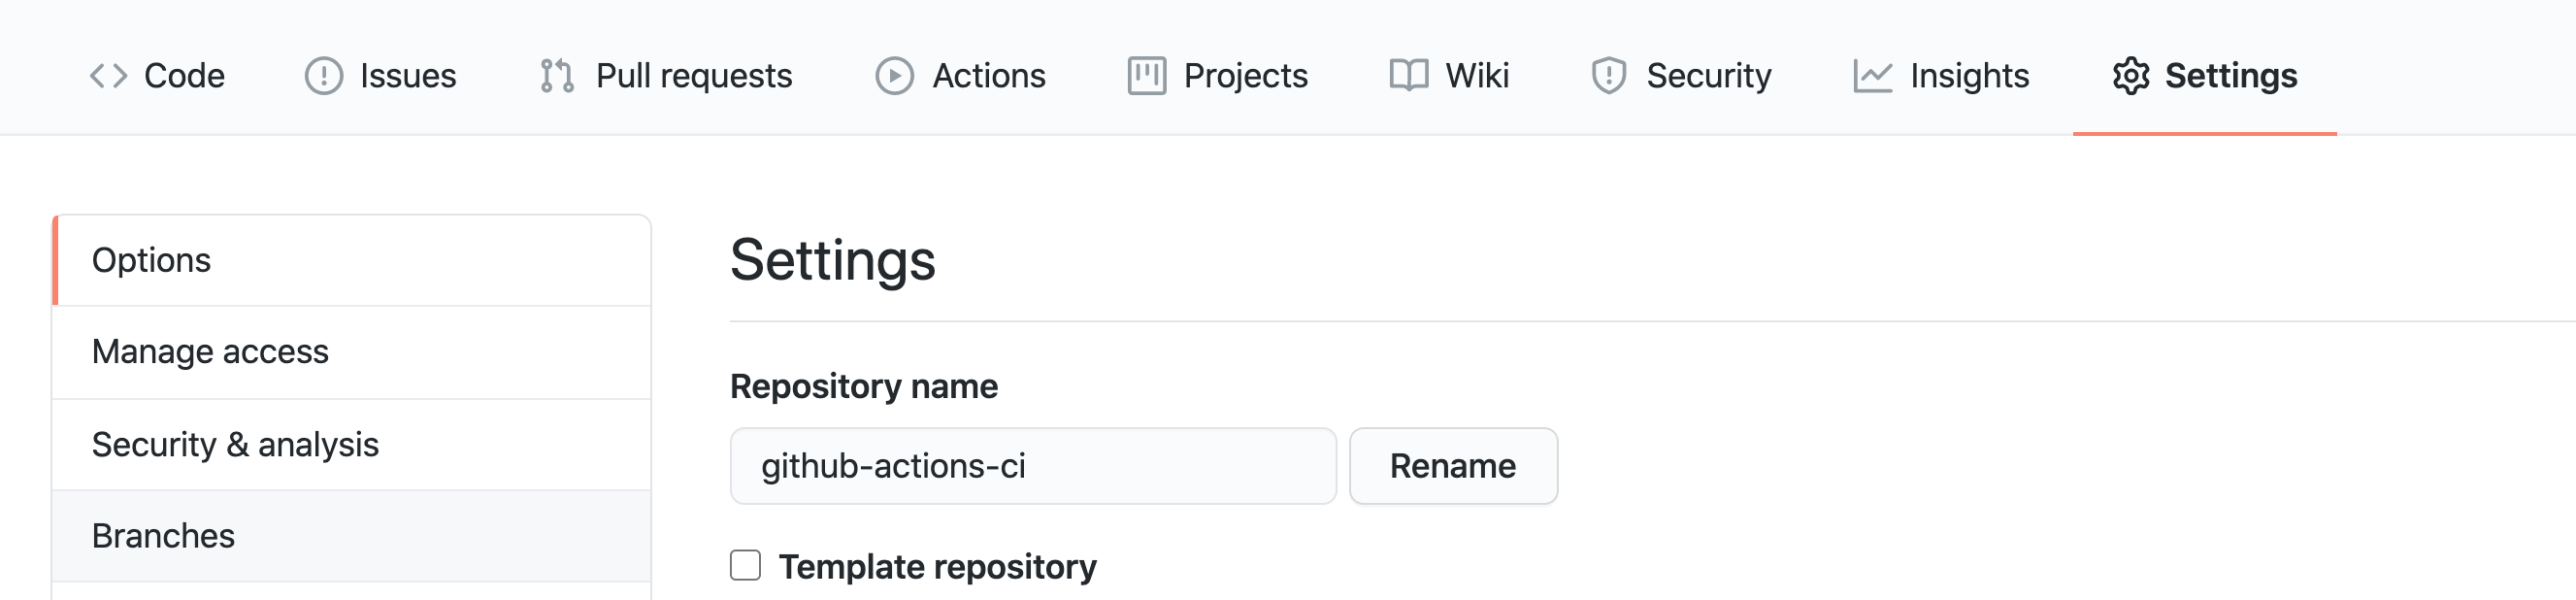 Code Issues Pull requests Actions Projects Wiki Security Insights Settings
Options
Manage access
Security & analysis
Branches
Settings
Repository name
github-actions-ci Rename
Template repository